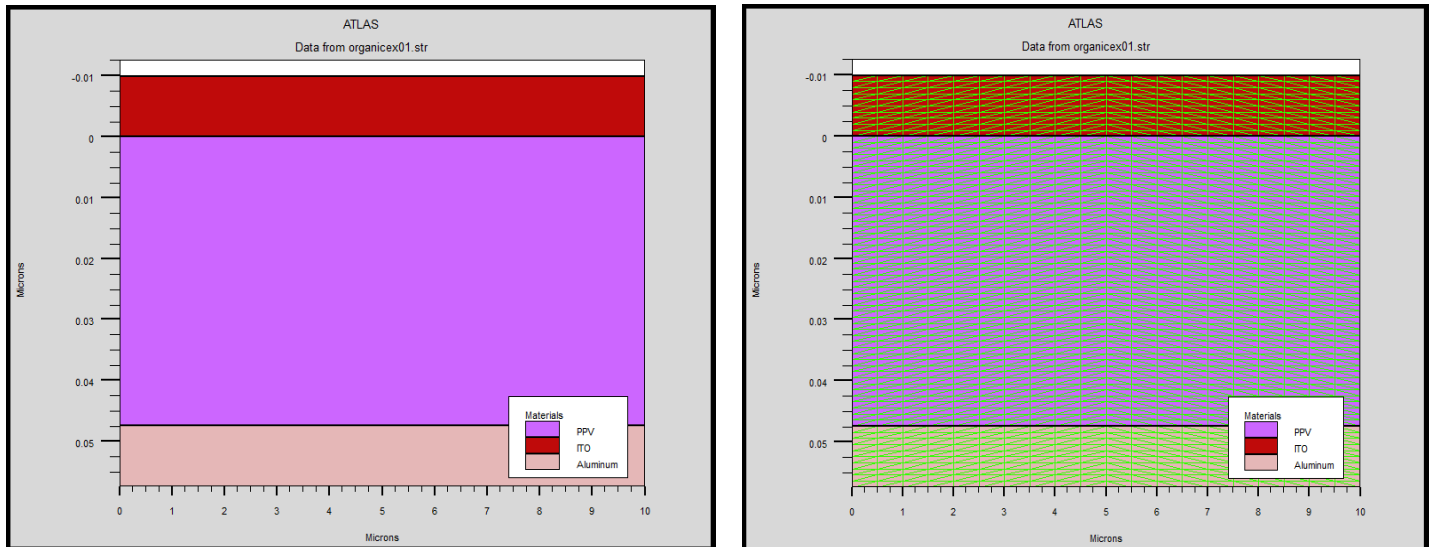 ATLAS
Data from organicex01.str
-0.01
0
0.01
0.02
0.03
0.04
0.05
Microns
Materials
PPV
ITO
Aluminum
0 1 2 3 4 5 6 7 8 9 10
Microns
ATLAS
Data from organicex01.str
-0.01
0
0.01
0.02
0.03
0.04
0.05
Microns
Materials
PPV
ITO
Aluminum
0 1 2 3 4 5 6 7 8 9 10
Microns